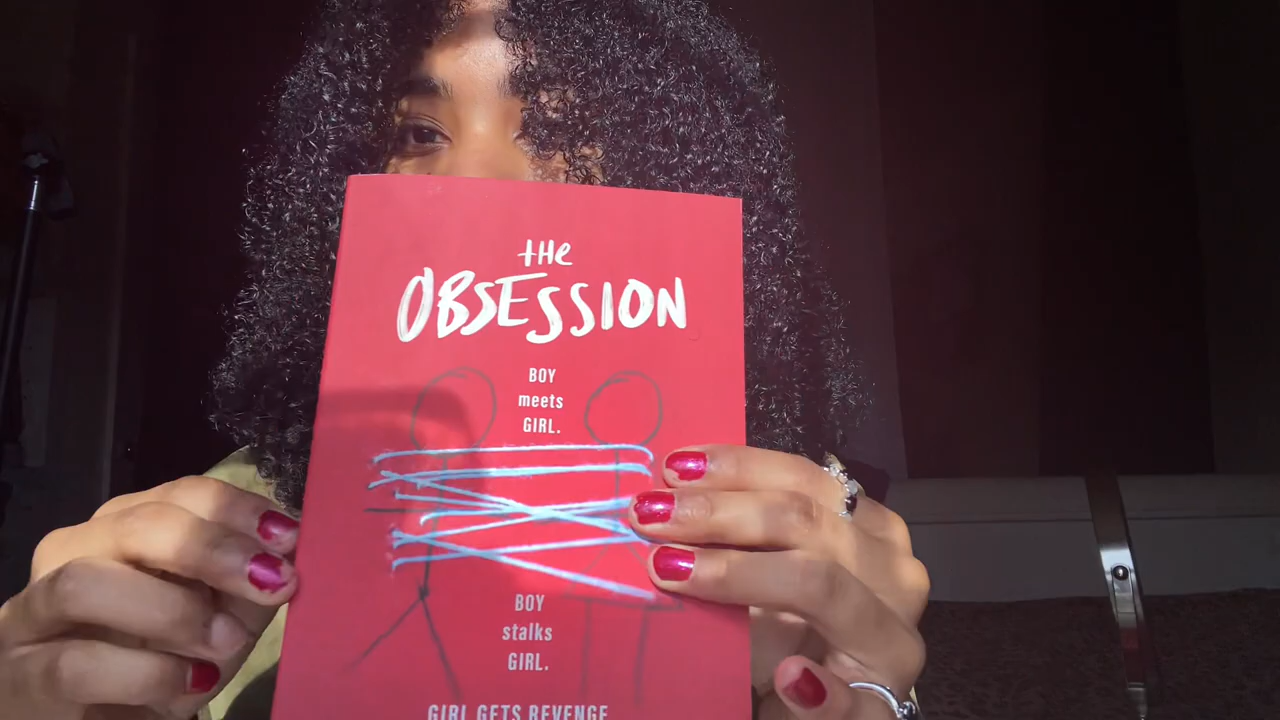 the
OBSESSION
BOY
meets
GIRL.
BOY
stalks
GIRL.
GIRL GETS REVENGE